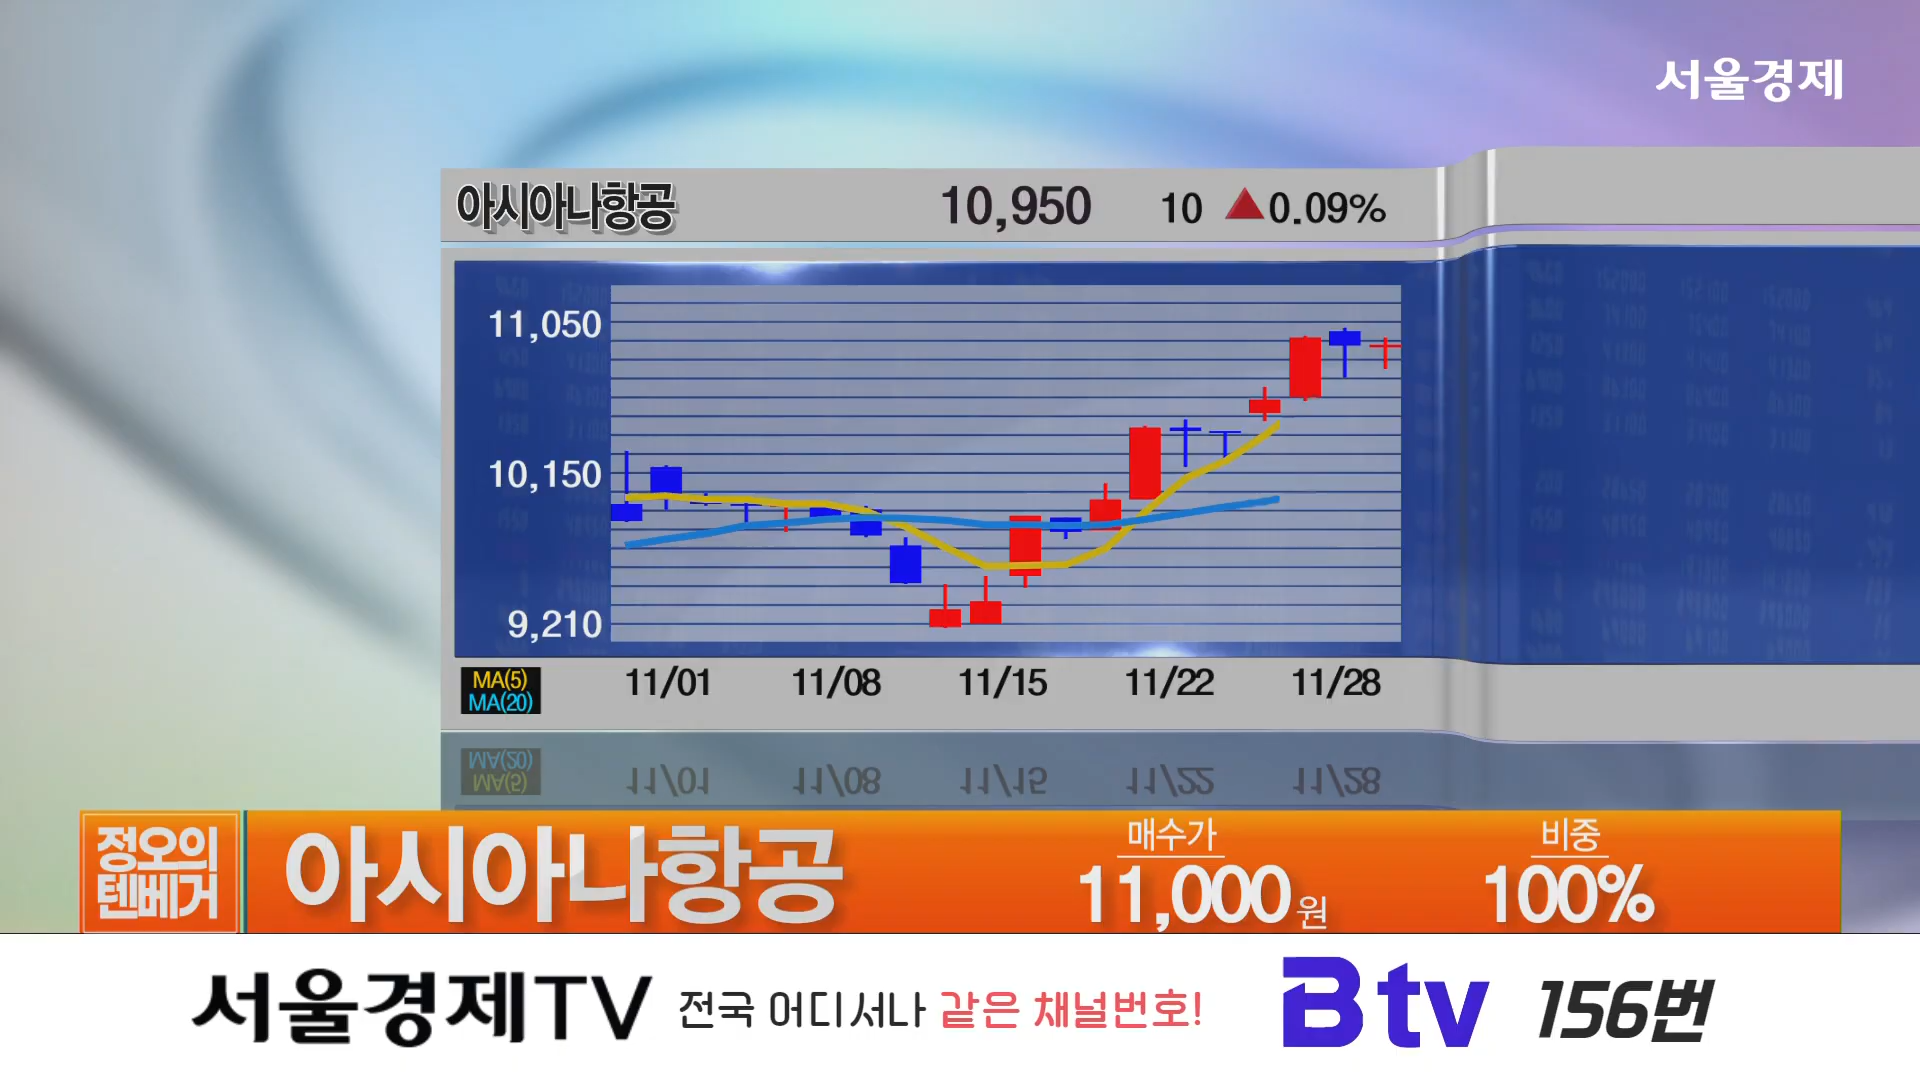 서울경제
아시아나항공 10,950 10 ▲0.09%
11,050
10,150
9,210
MA(5)
MA(20)
11/01 11/08 11/15 11/22 11/28
정오의
텐베거
아시아나항공
매수가
11,000원
비중
100%
서울경제TV 전국 어디서나 같은 채널번호! B tv 156번